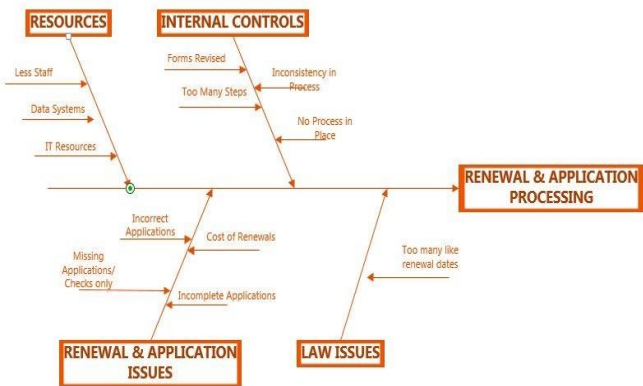 RESOURCES
INTERNAL CONTROLS
Forms Revised
Less Staff
Inconsistency in
Process
Too Many Steps
Data Systems
No Process in
Place
IT Resources
RENEWAL & APPLICATION
PROCESSING
Incorrect
Applications
Cost of Renewals
Missing
Applications/
Checks only
Too many like
renewal dates
Incomplete Applications
RENEWAL & APPLICATION
ISSUES
LAW ISSUES